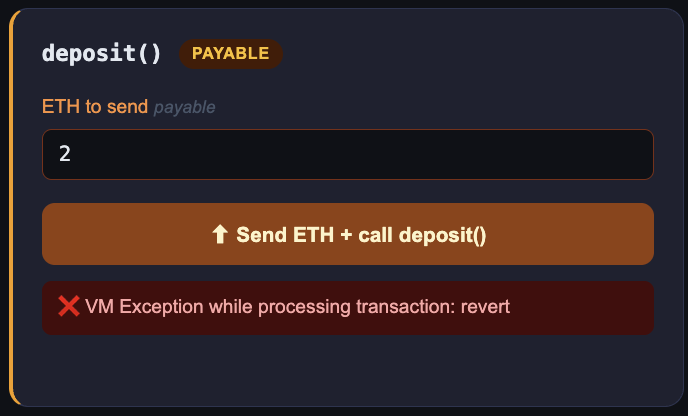 deposit() PAYABLE
ETH to send payable
2
⬆ Send ETH + call deposit()
❌ VM Exception while processing transaction: revert